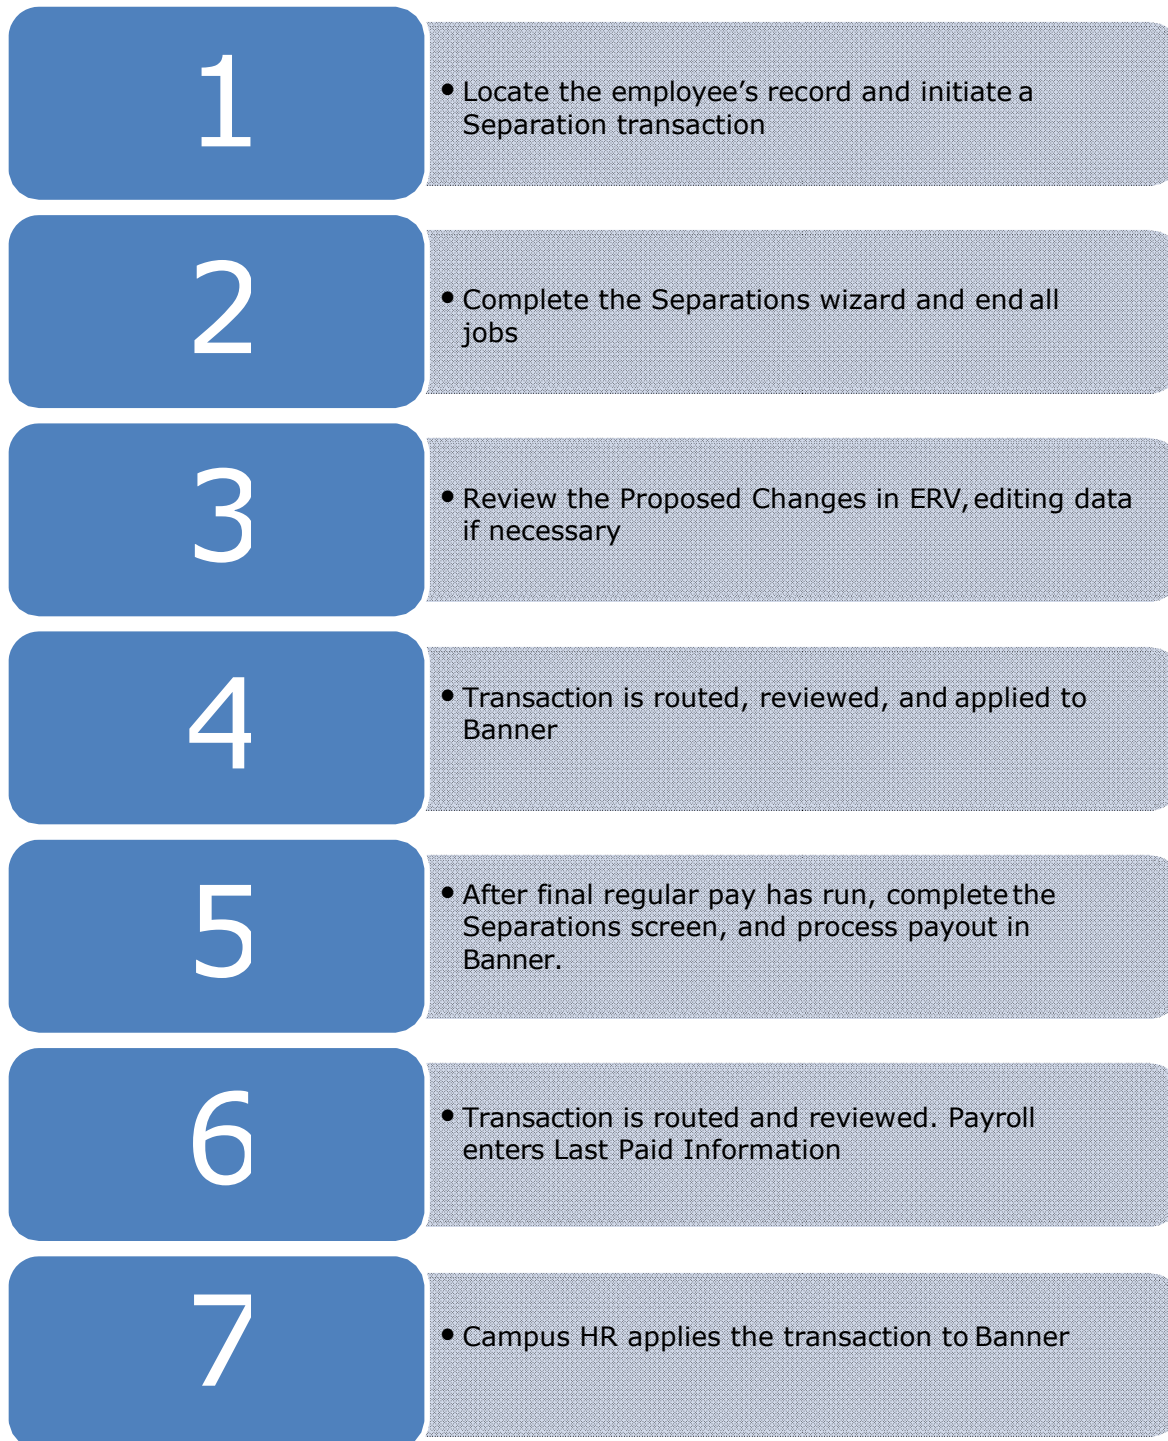 1
• Locate the employee’s record and initiate a
Separation transaction
2
• Complete the Separations wizard and end all
jobs
3
• Review the Proposed Changes in ERV, editing data
if necessary
4
• Transaction is routed, reviewed, and applied to
Banner
5
• After final regular pay has run, complete the
Separations screen, and process payout in
Banner.
6
• Transaction is routed and reviewed. Payroll
enters Last Paid Information
7
• Campus HR applies the transaction to Banner